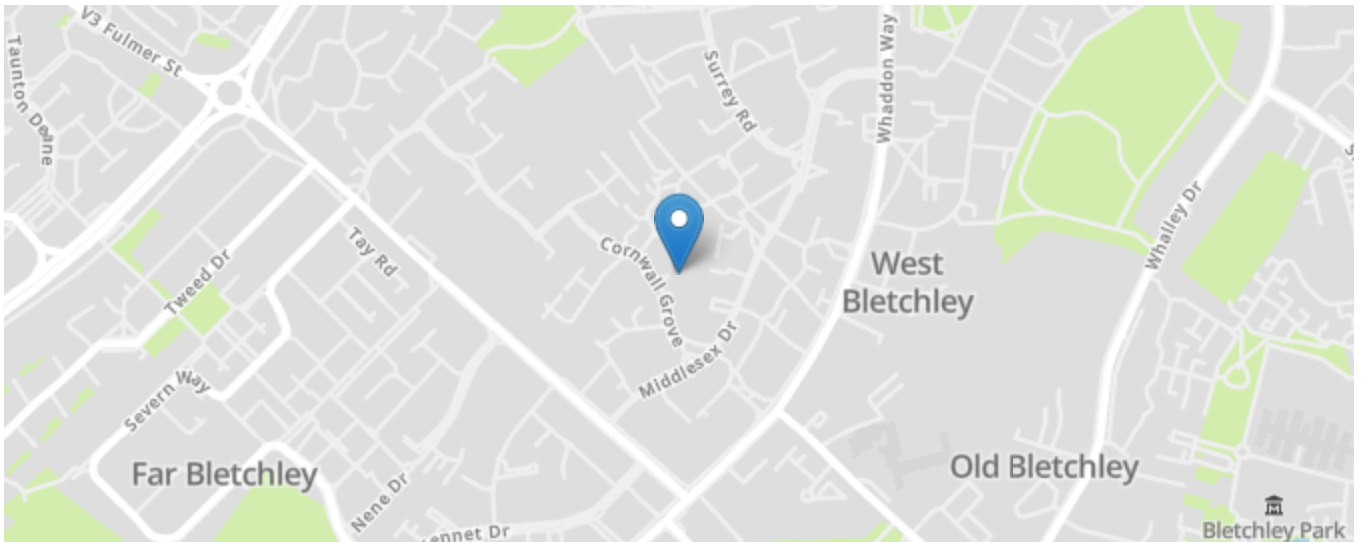 V3 Fulmer St
Taunton Deane
Surrey Rd
Whaddon Way
Whalley Dr
Tay Rd
Tweed Dr
Cornwall Grove
West
Bletchley
Middlesex Dr
Severn Way
Far Bletchley
Old Bletchley
Nene Dr
Bletchley Park